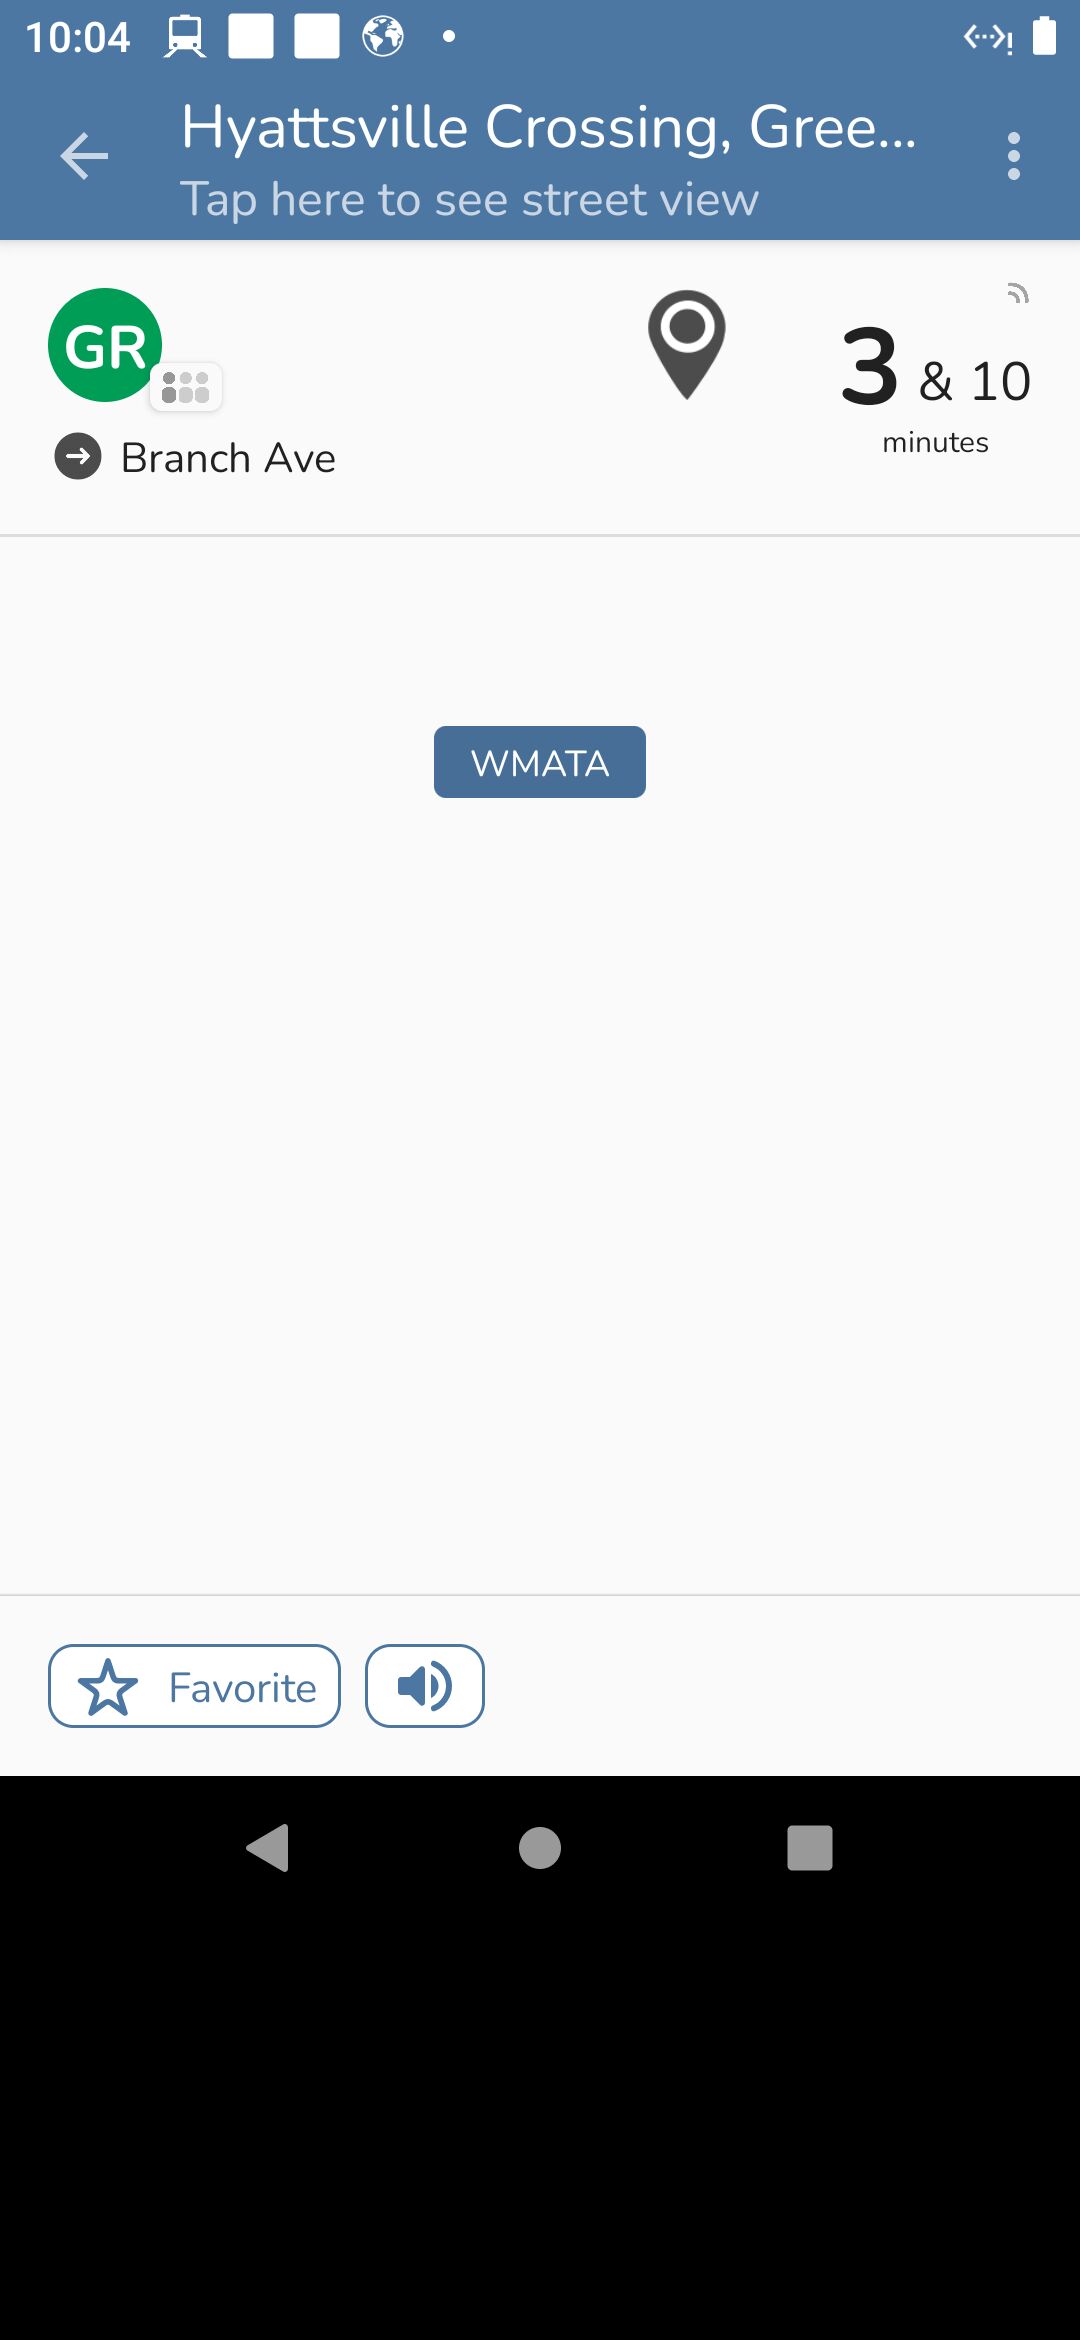 10:04
Hyattsville Crossing, Gree...
Tap here to see street view
GR
3 & 10
minutes
Branch Ave
WMATA
Favorite